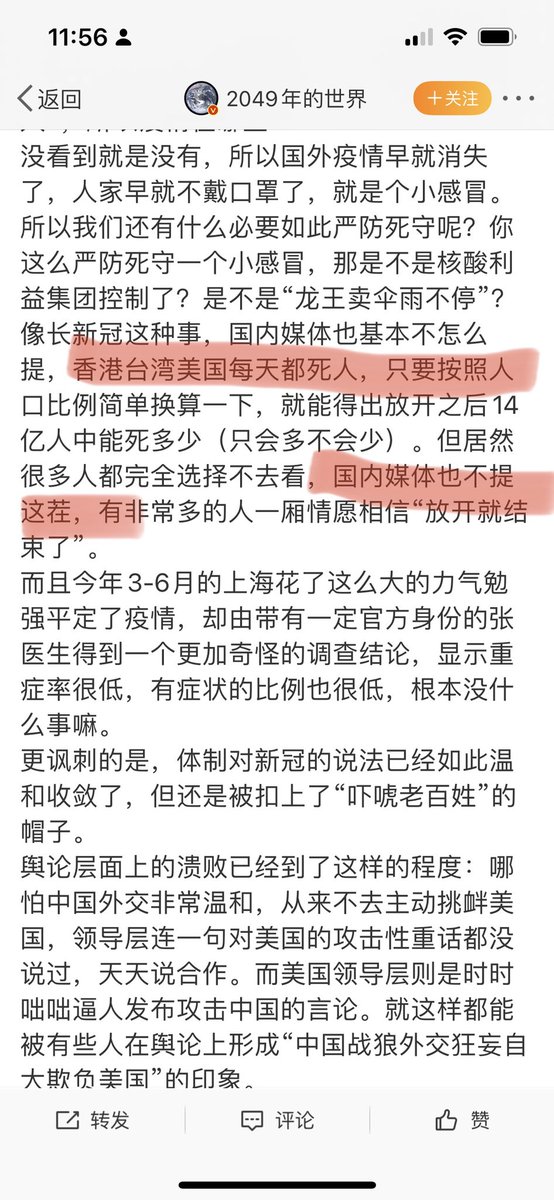 11:56
返回
2049年的世界
+关注
没看到就是没有，所以国外疫情早就消失
了，人家早就不戴口罩了，就是个小感冒。
所以我们还有什么必要如此严防死守呢？你
这么严防死守一个小感冒，那是不是核酸利
益集团控制了？是不是“龙王卖伞雨不停”？
像长新冠这种事，国内媒体也基本不怎么
提，香港台湾美国每天都死人，只要按照人
口比例简单换算一下，就能得出放开之后14
亿人中能死多少（只会多不会少）。但居然
很多人都完全选择不去看，国内媒体也不提
这茬，有非常多的人一厢情愿相信“放开就结
束了”。
而且今年3-6月的上海花了这么大的力气勉
强平定了疫情，却由带有一定官方身份的张
医生得到一个更加奇怪的调查结论，显示重
症率很低，有症状的比例也很低，根本没什
么事嘛。
更讽刺的是，体制对新冠的说法已经如此温
和收敛了，但还是被扣上了“吓唬老百姓”的
帽子。
舆论层面上的溃败已经到了这样的程度：哪
怕中国外交非常温和，从来不去主动挑衅美
国，领导层连一句对美国的攻击性重话都没
说过，天天说合作。而美国领导层则是时时
咄咄逼人发布攻击中国的言论。就这样都能
被有些人在舆论上形成“中国战狼外交狂妄自
大欺负美国”的印象。
转发
评论
赞